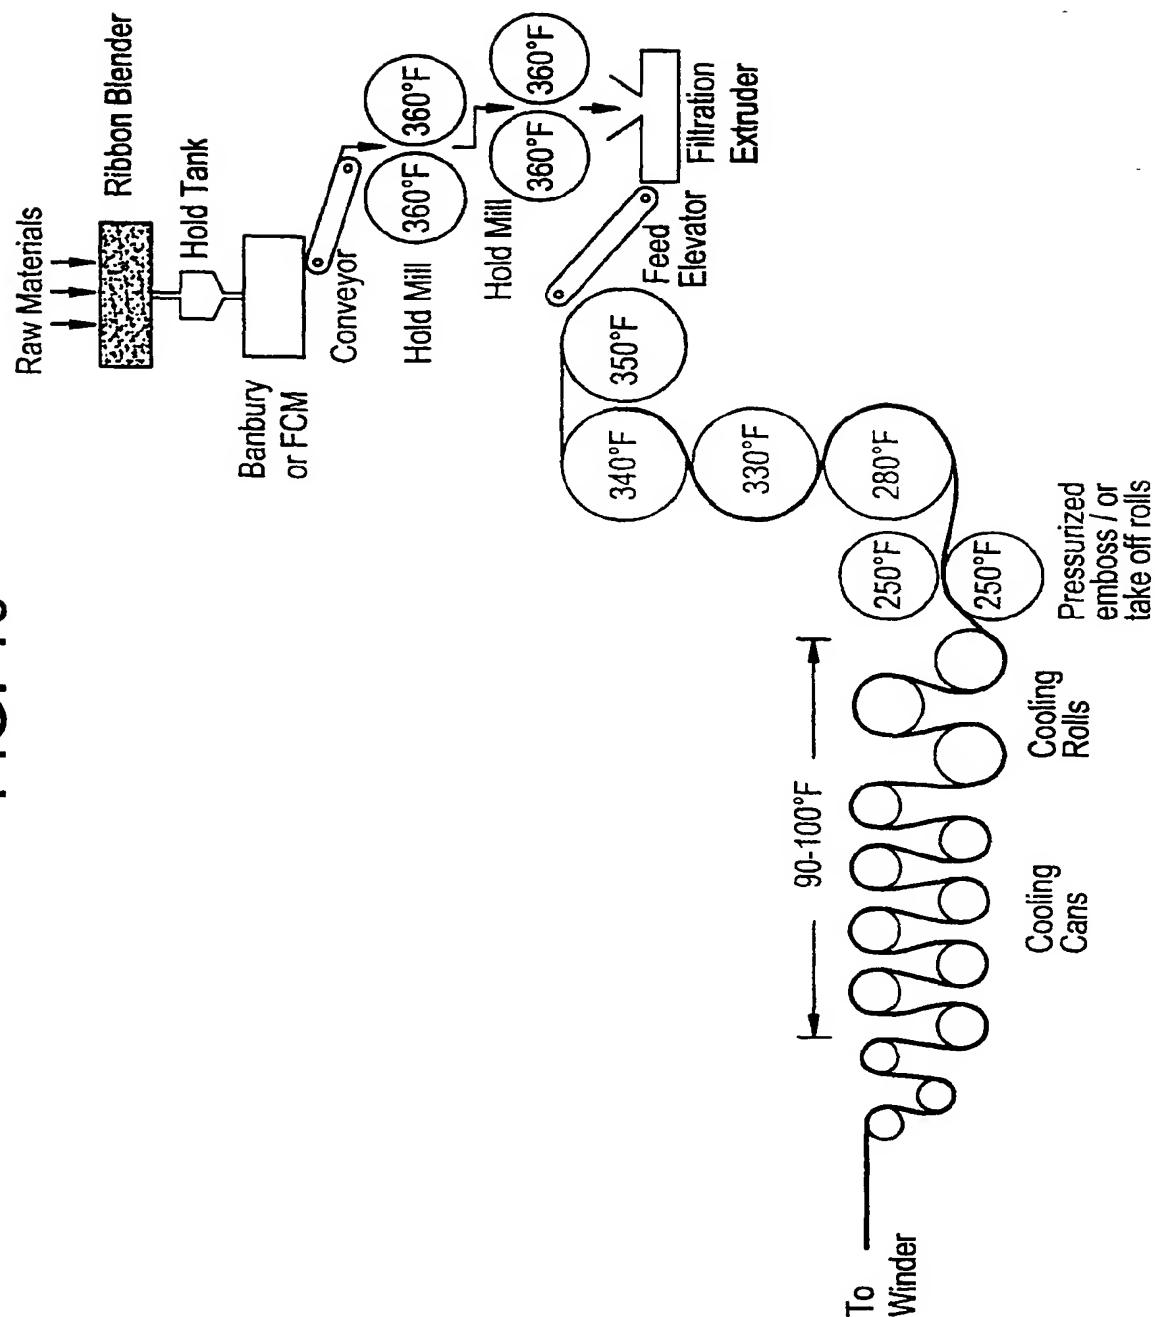 Raw Materials
Ribbon Blender
Hold Tank
Banbury
or FCM
Conveyor
360°F
360°F
Hold Mill
360°F
360°F
Hold Mill
Filtration
Extruder
Feed
Elevator
350°F
340°F
330°F
280°F
250°F
250°F
Pressurized
emboss / or
take off rolls
90-100°F
Cooling
Rolls
Cooling
Cans
To
Winder